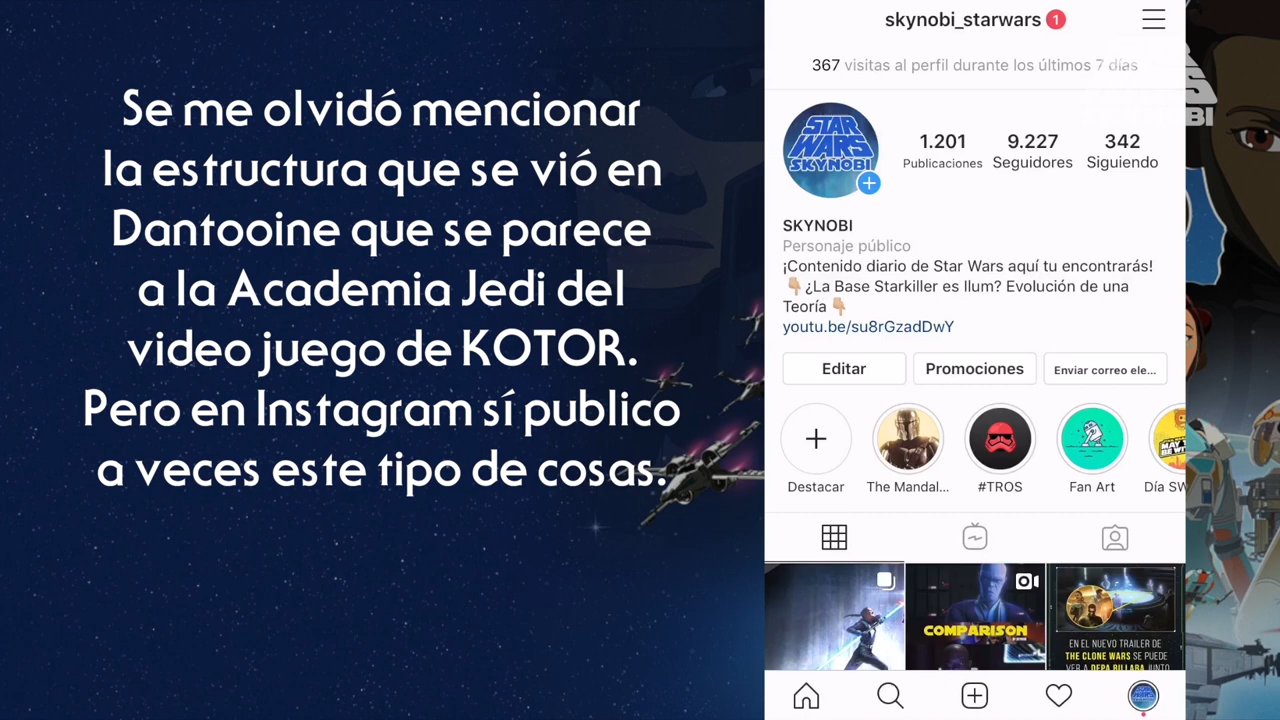 Se me olvidó mencionar
la estructura que se vió en
Dantooine que se parece
a la Academia Jedi del
video juego de KOTOR.
Pero en Instagram sí publico
a veces este tipo de cosas.
skynobi_starwars 1
367 visitas al perfil durante los últimos 7 días
STAR
WARS
SKYNOBI
1.201 9.227 342
Publicaciones Seguidores Siguiendo
SKYNOBI
Personaje público
¡Contenido diario de Star Wars aquí tu encontrarás!
👇🏼¿La Base Starkiller es Ilum? Evolución de una
Teoría👇🏼
youtu.be/su8rGzadDwY
Editar Promociones Enviar correo ele...
Destacar The Mandal... #TROS Fan Art Día SW
COMPARISON
EN EL NUEVO TRAILER DE
THE CLONE WARS SE PUEDE
VER A DEPA BILLABA JUNTO